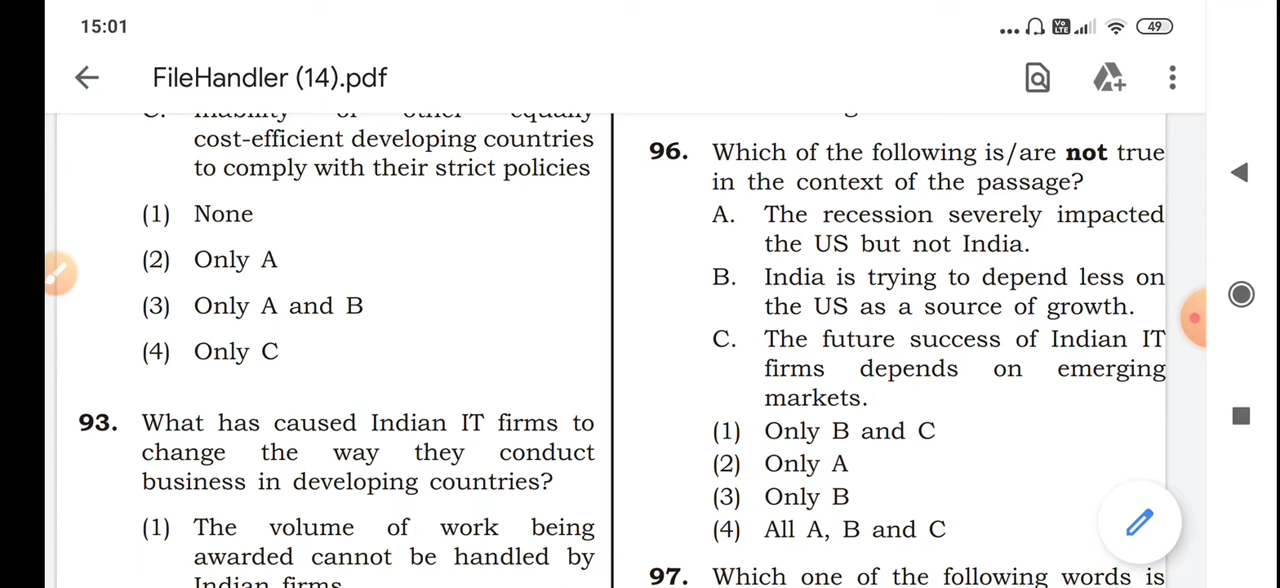 15:01
49
FileHandler (14).pdf
cost-efficient developing countries
to comply with their strict policies
(1) None
(2) Only A
(3) Only A and B
(4) Only C
93. What has caused Indian IT firms to
change the way they conduct
business in developing countries?
(1) The volume of work being
awarded cannot be handled by
Indian firms
96. Which of the following is/are not true
in the context of the passage?
A. The recession severely impacted
the US but not India.
B. India is trying to depend less on
the US as a source of growth.
C. The future success of Indian IT
firms depends on emerging
markets.
(1) Only B and C
(2) Only A
(3) Only B
(4) All A, B and C
97. Which one of the following words is